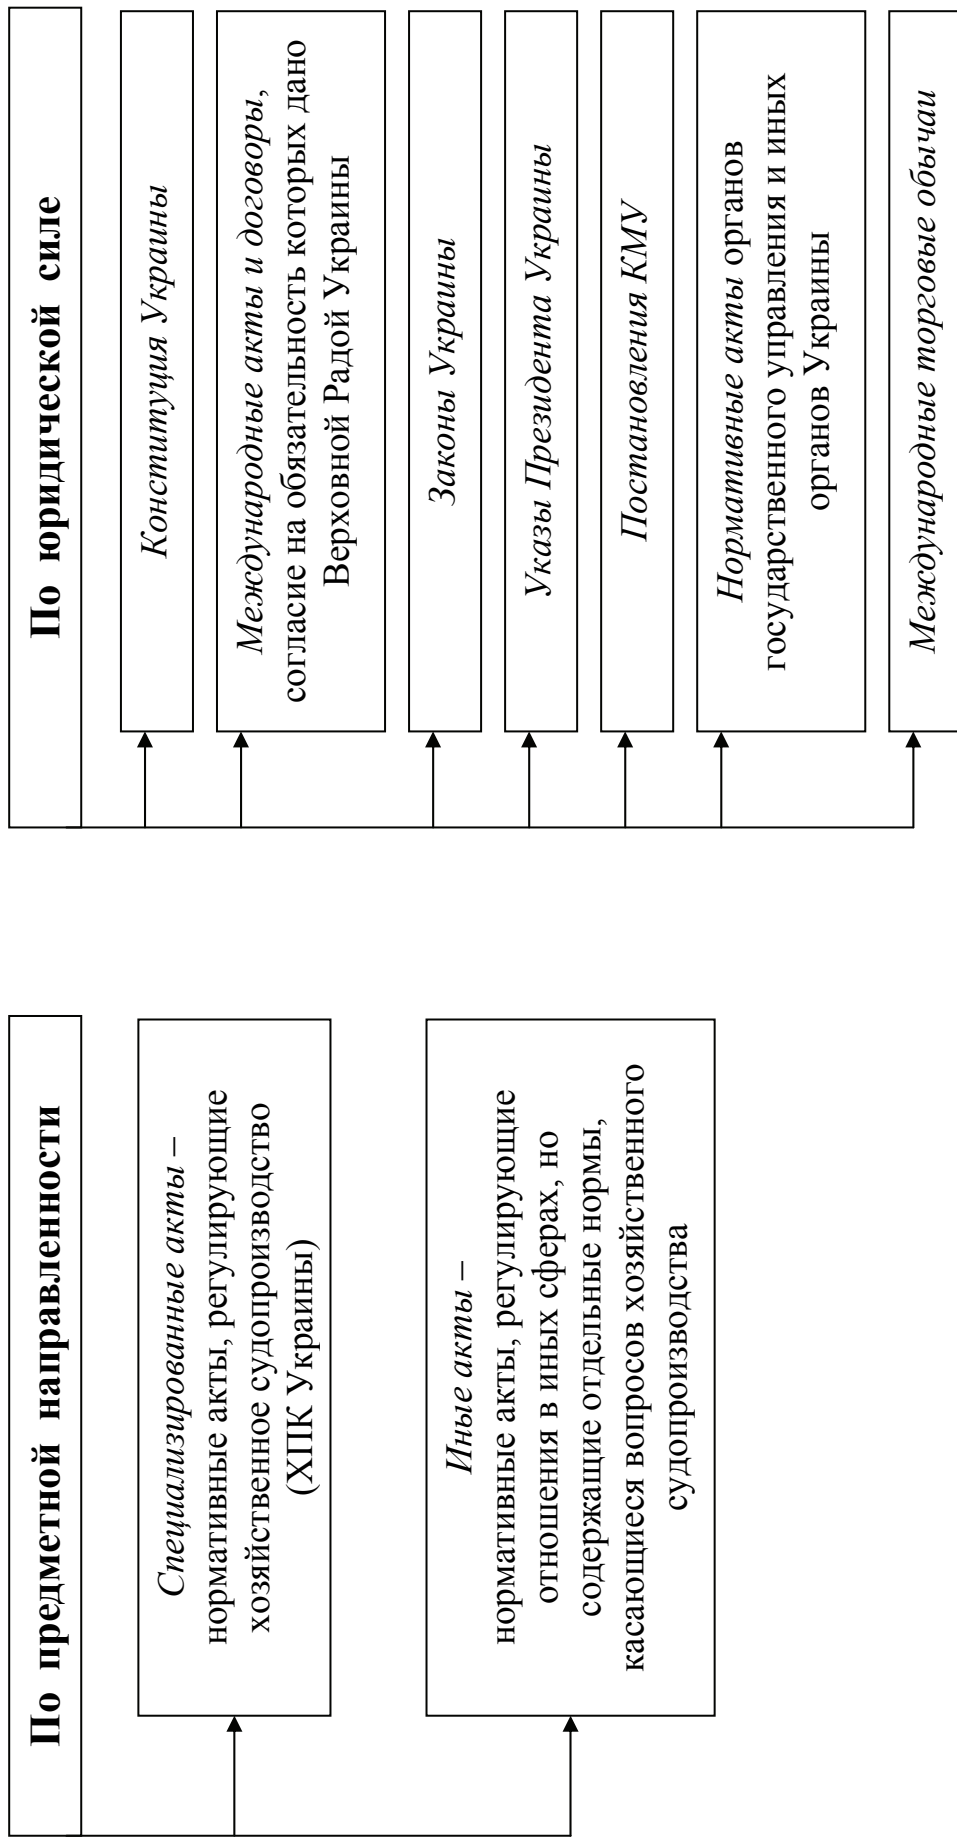 По предметной направленности
Специализированные акты –
нормативные акты, регулирующие
хозяйственное судопроизводство
(ХПК Украины)
Иные акты –
нормативные акты, регулирующие
отношения в иных сферах, но
содержащие отдельные нормы,
касающиеся вопросов хозяйственного
судопроизводства
По юридической силе
Конституция Украины
Международные акты и договоры,
согласие на обязательность которых дано
Верховной Радой Украины
Законы Украины
Указы Президента Украины
Постановления КМУ
Нормативные акты органов
государственного управления и иных
органов Украины
Международные торговые обычаи